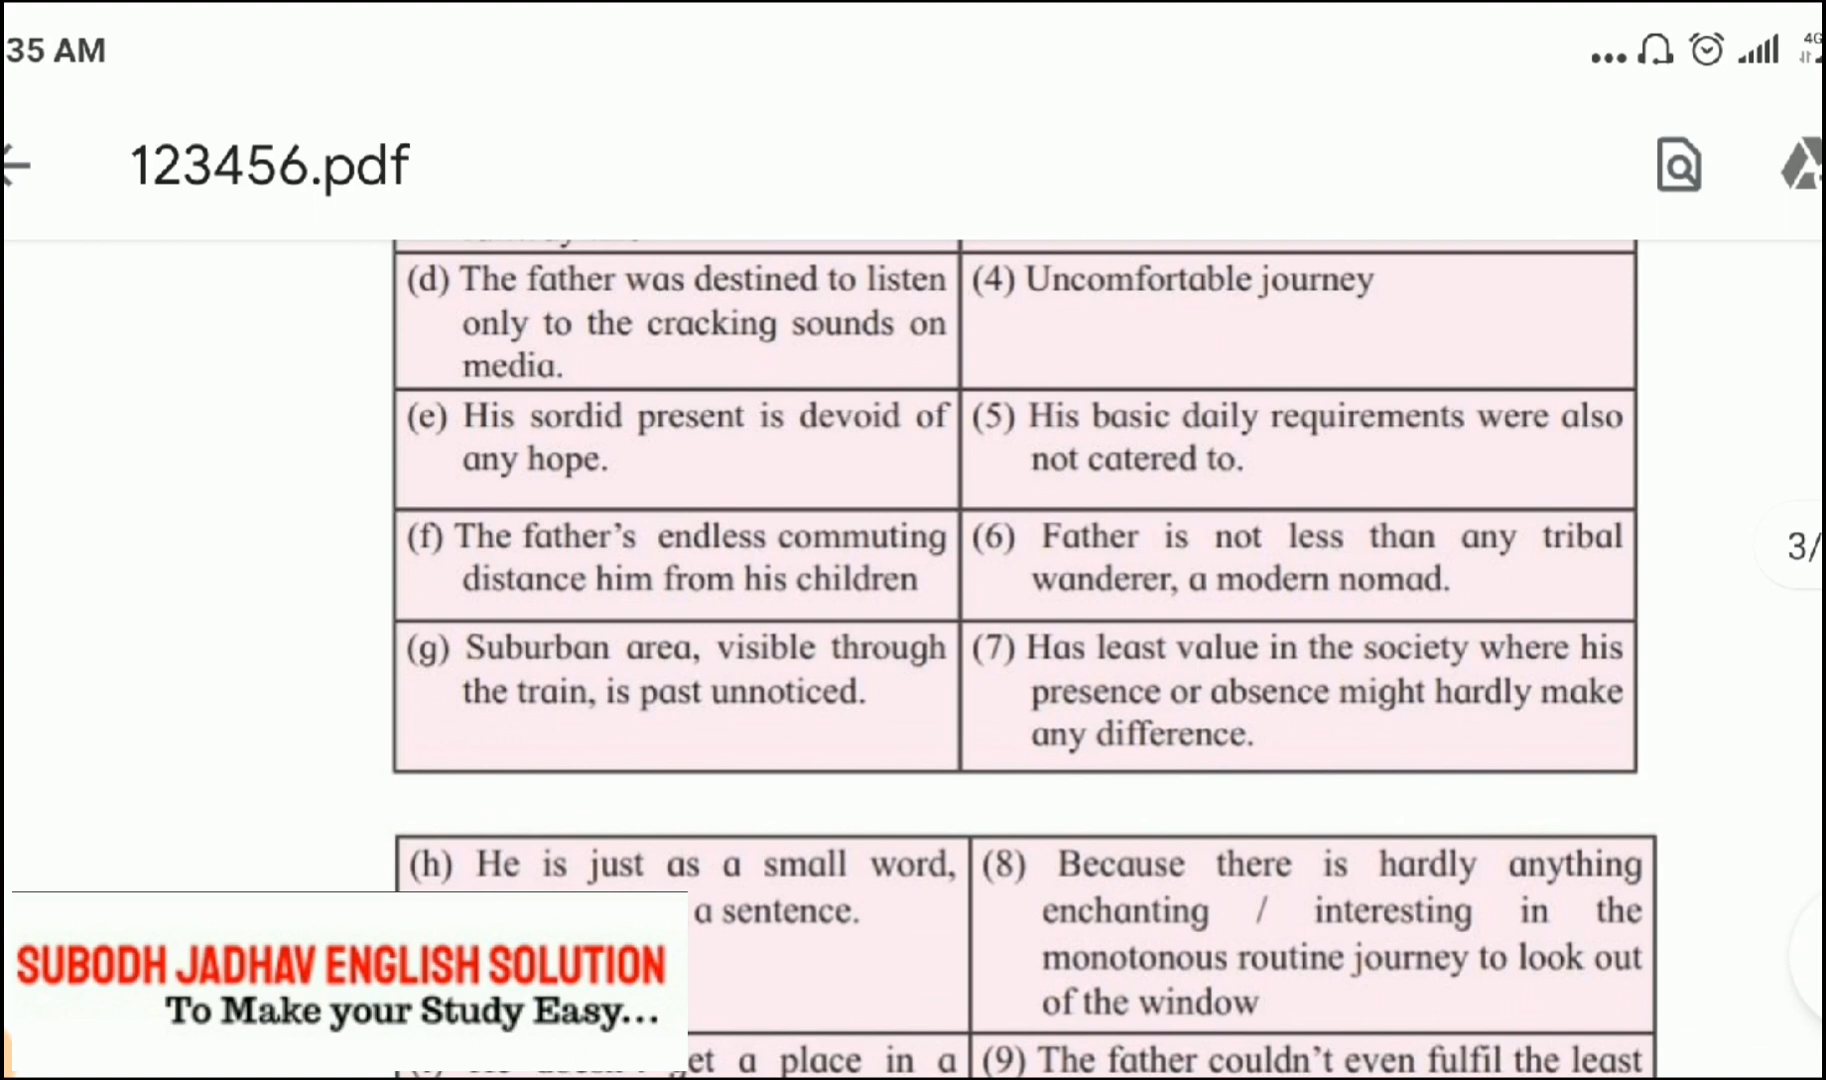 35 AM
4G
123456.pdf
(d) The father was destined to listen
only to the cracking sounds on
media.
(4) Uncomfortable journey
(e) His sordid present is devoid of
any hope.
(5) His basic daily requirements were also
not catered to.
(f) The father's endless commuting
distance him from his children
(6) Father is not less than any tribal
wanderer, a modern nomad.
3/
(g) Suburban area, visible through
the train, is past unnoticed.
(7) Has least value in the society where his
presence or absence might hardly make
any difference.
(h) He is just as a small word,
a sentence.
(8) Because there is hardly anything
enchanting / interesting in the
monotonous routine journey to look out
of the window
SUBODH JADHAV ENGLISH SOLUTION
To Make your Study Easy...
a place in a
(9) The father couldn't even fulfil the least